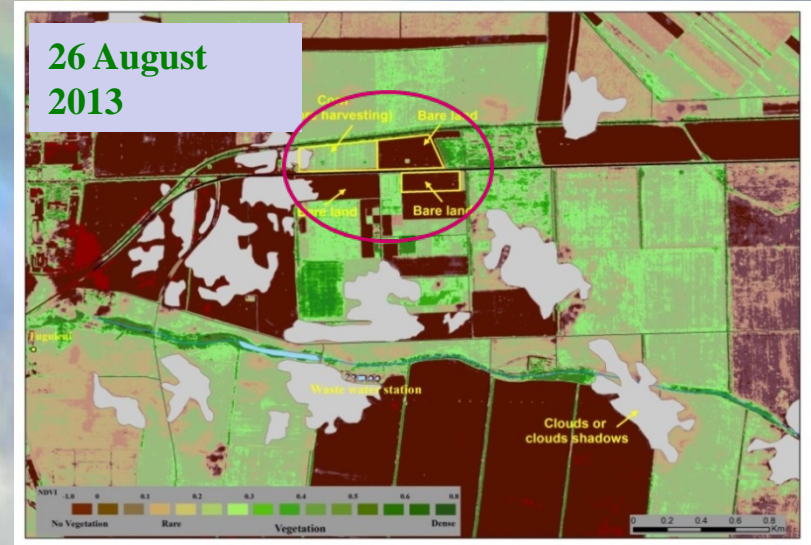 26 August
2013
harvesting)
Bare land
Bare land
Bare land
Waste water station
Clouds or
clouds shadows
NDVI -1.0 0 0.1 0.2 0.3 0.4 0.5 0.6 0.8
No Vegetation Rare Vegetation Dense
0 0.2 0.4 0.6 0.8
Km